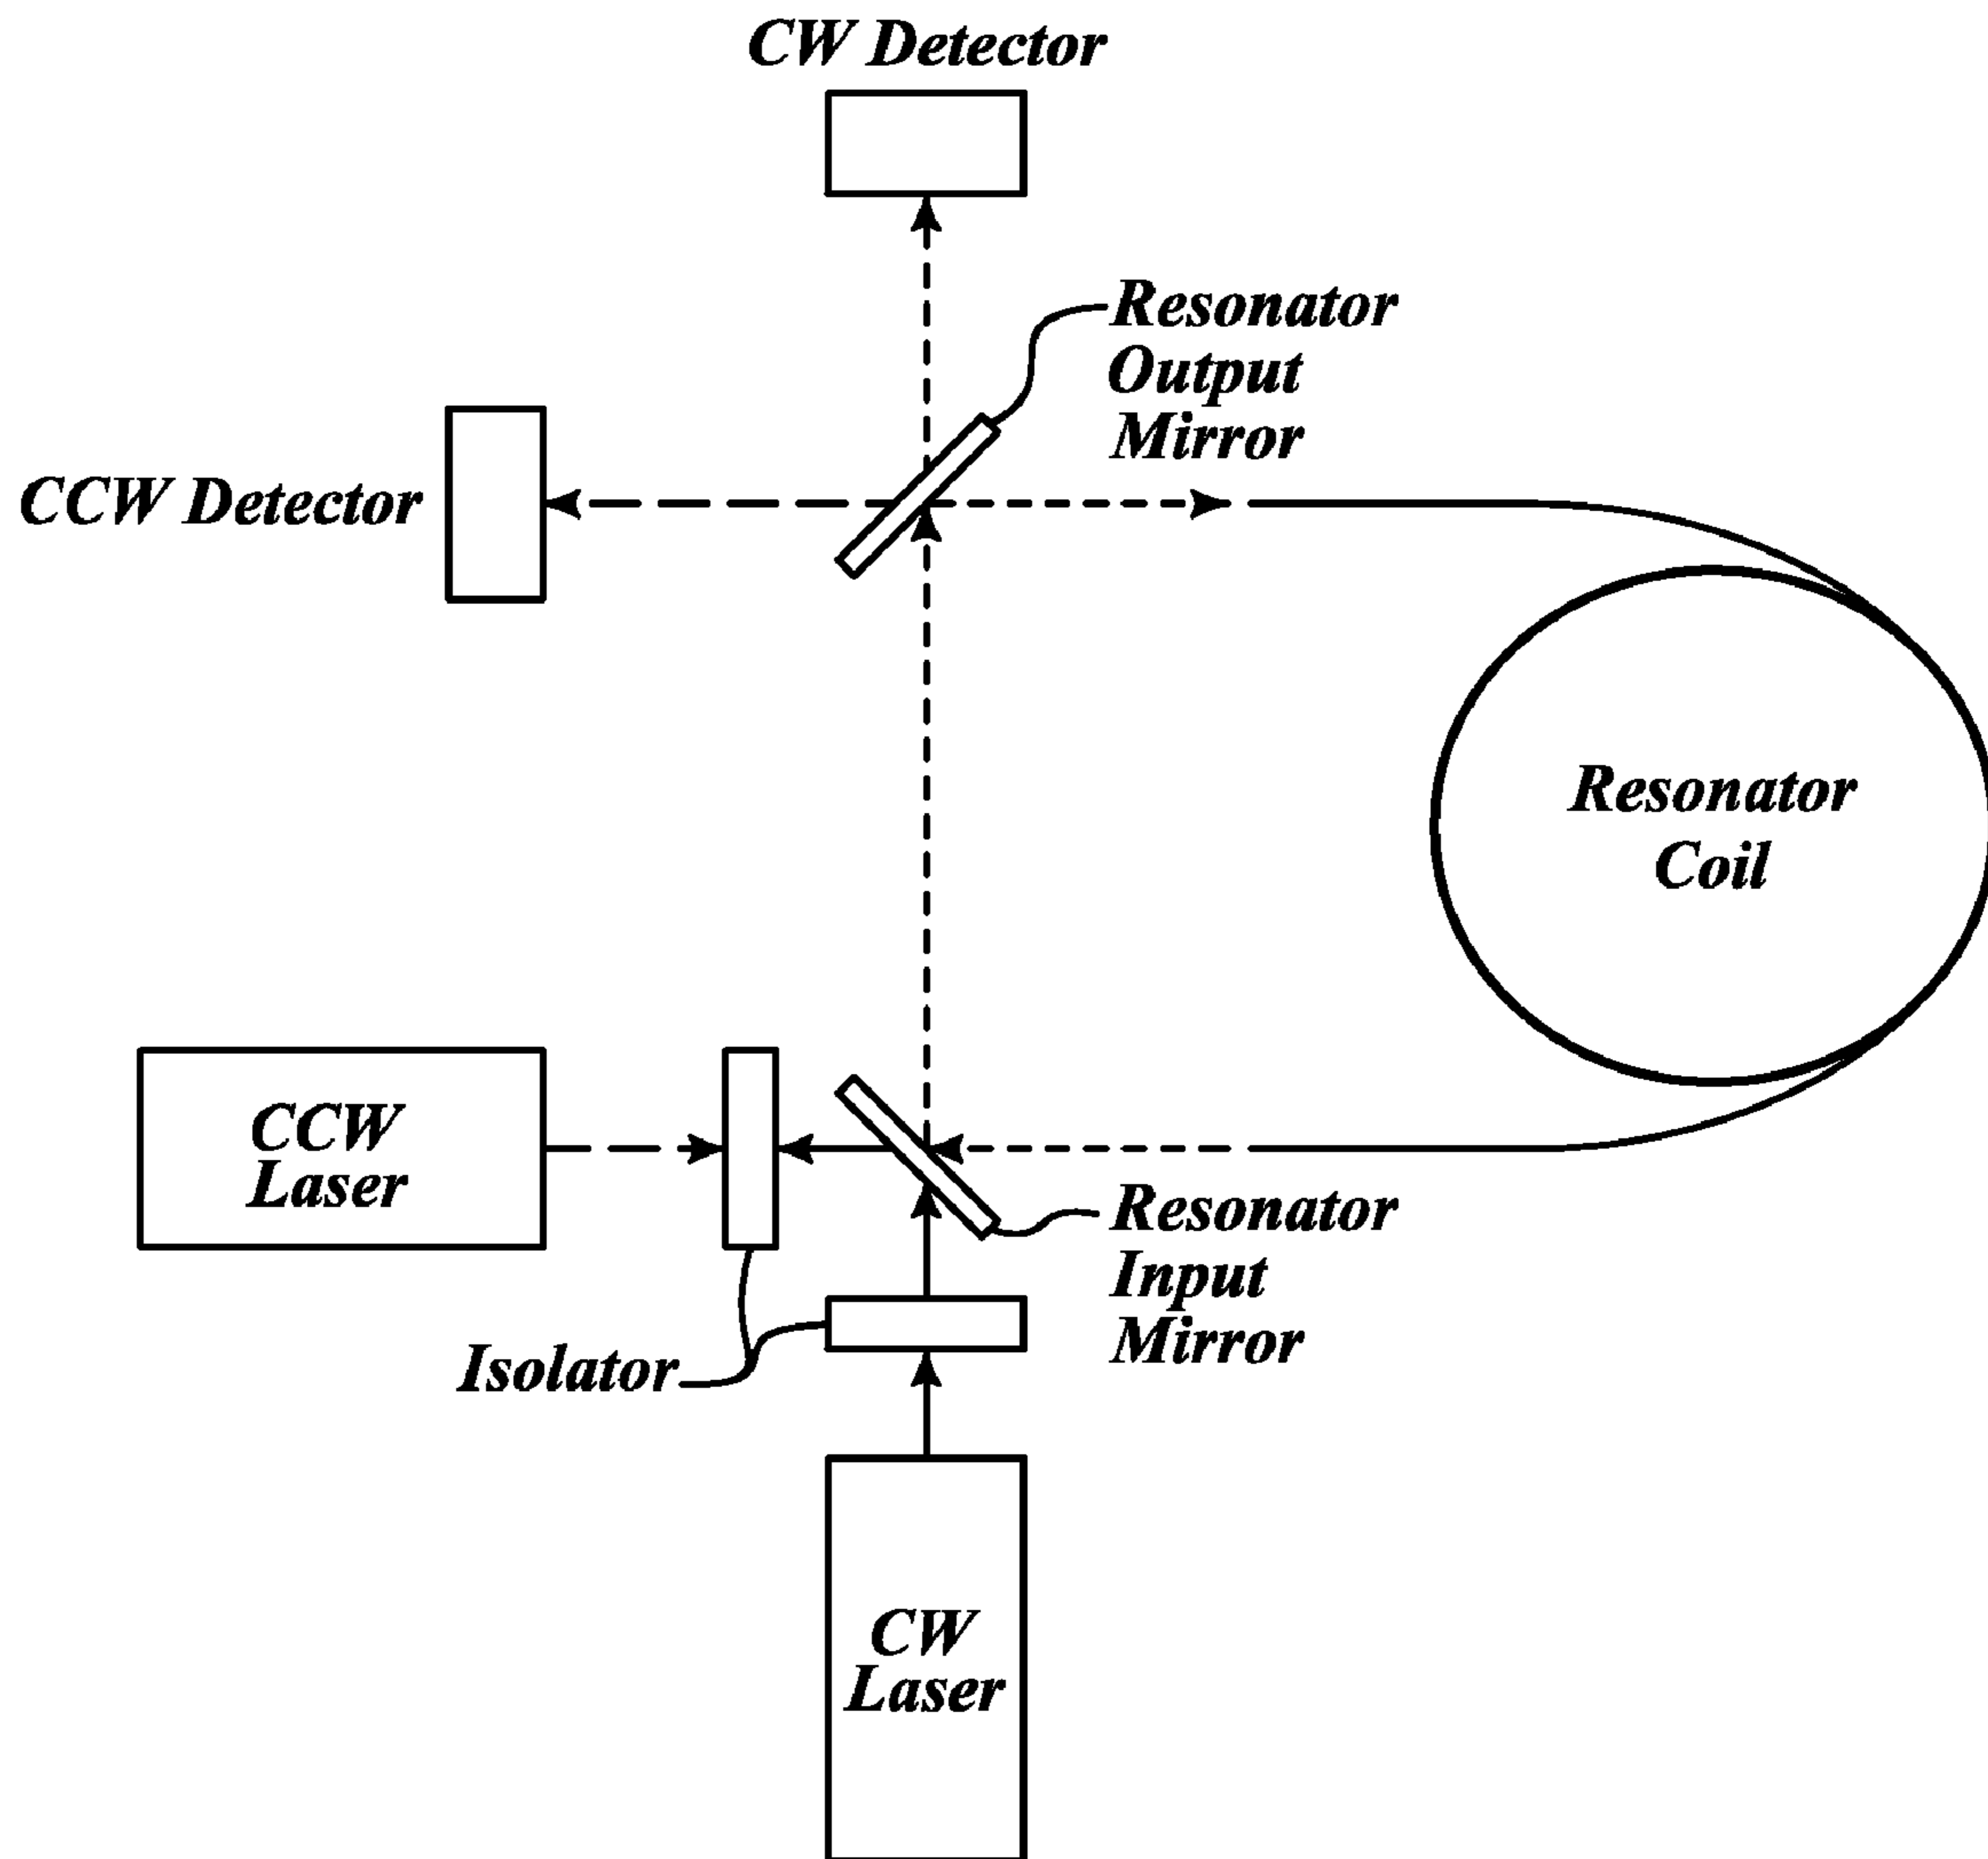 CW Detector
Resonator
Output
Mirror
CCW Detector
Resonator
Coil
CCW
Laser
Resonator
Input
Mirror
Isolator
CW
Laser